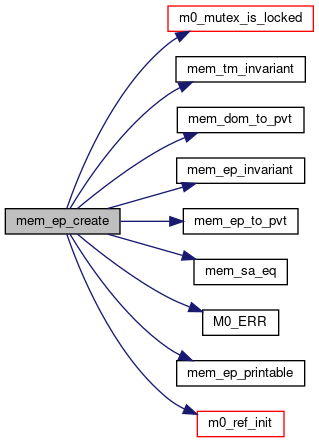 m0_mutex_is_locked
mem_tm_invariant
mem_dom_to_pvt
mem_ep_invariant
mem_ep_create
mem_ep_to_pvt
mem_sa_eq
M0_ERR
mem_ep_printable
m0_ref_init